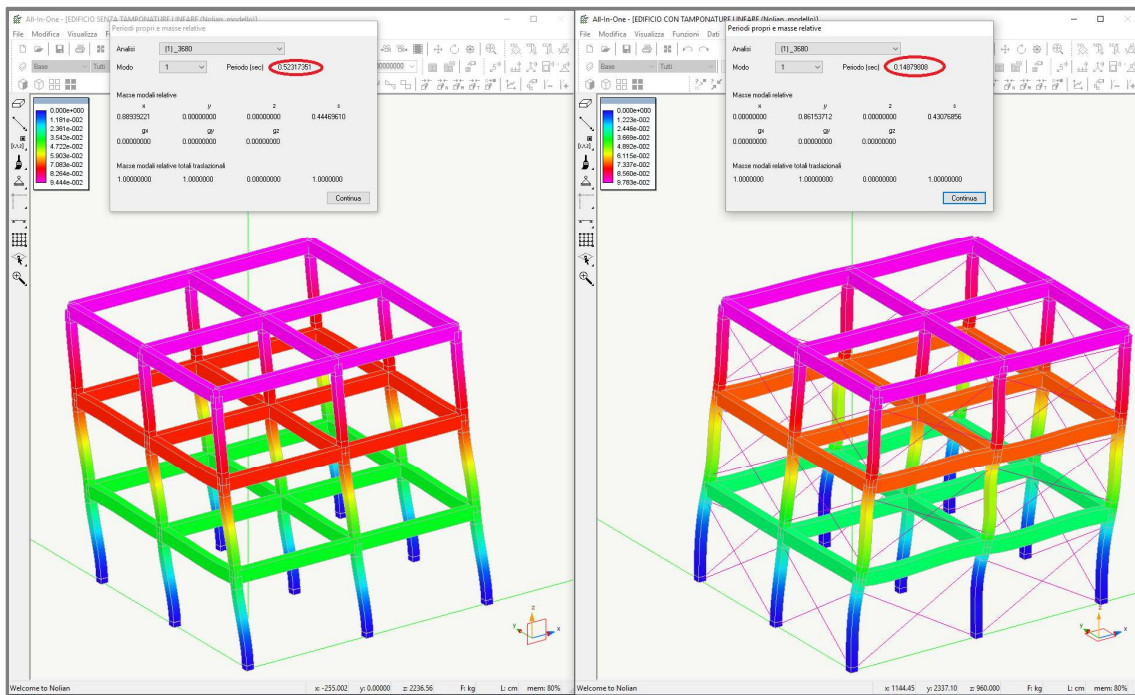 All-In-One - [EDIFICIO SENZA TAMPONATURE LINEARE (Nolian_modello)]
File Modifica Visualizza
Base Tutti
Periodi propri e masse relative
Analisi (1)_3680
Modo 1 Periodo (sec) 0.52317351
Masse modali relative
x y z s
0.88939221 0.00000000 0.00000000 0.44469610
gx gy gz
0.00000000 0.00000000 0.00000000
Masse modali relative totali traslazionali
1.00000000 1.0000000 0.00000000 1.0000000
Continua
0.000e+000
1.181e-002
2.361e-002
3.542e-002
4.722e-002
5.903e-002
7.083e-002
8.264e-002
9.444e-002
z
y x
Welcome to Nolian x: -255.002 y: 0.00000 z: 2236.56 F: kg L: cm mem: 80%
All-In-One - [EDIFICIO CON TAMPONATURE LINEARE (Nolian_modello)]
File Modifica Visualizza Funzioni Dati
Base Tutti
Periodi propri e masse relative
Analisi (1)_3680
Modo 1 Periodo (sec) 0.14879808
Masse modali relative
x y z s
0.00000000 0.86153712 0.00000000 0.43076856
gx gy gz
0.00000000 0.00000000 0.00000000
Masse modali relative totali traslazionali
1.00000000 1.0000000 0.00000000 1.00000000
Continua
0.000e+000
1.223e-002
2.446e-002
3.669e-002
4.892e-002
6.115e-002
7.337e-002
8.560e-002
9.783e-002
z
y x
Welcome to Nolian x: 1144.45 y: 2337.10 z: 960.000 F: kg L: cm mem: 80%